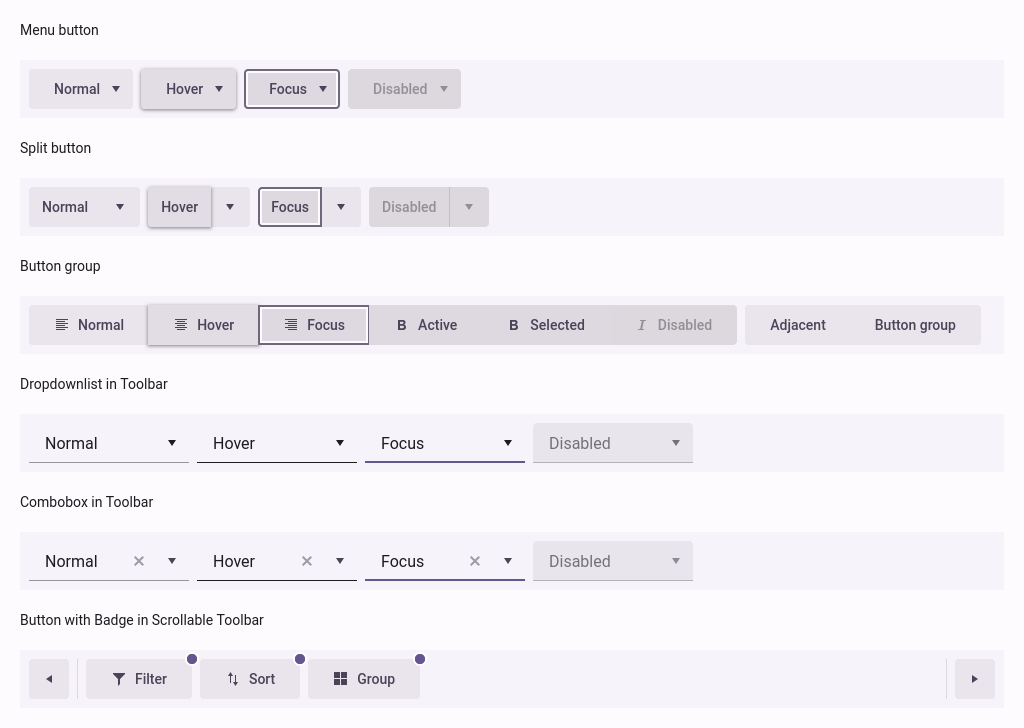 Menu button
Normal Hover Focus Disabled
Split button
Normal Hover Focus Disabled
Button group
Normal Hover Focus B Active B Selected I Disabled Adjacent Button group
Dropdownlist in Toolbar
Normal Hover Focus Disabled
Combobox in Toolbar
Normal Hover Focus Disabled
Button with Badge in Scrollable Toolbar
Filter Sort Group